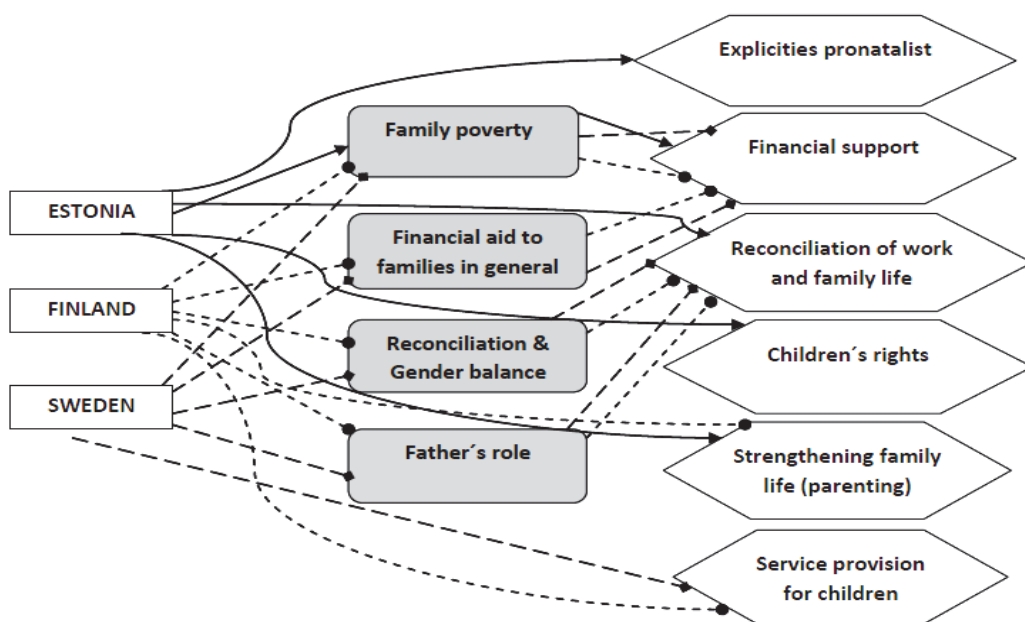 ESTONIA
FINLAND
SWEDEN
Family poverty
Financial aid to
families in general
Reconciliation &
Gender balance
Father´s role
Explicities pronatalist
Financial support
Reconciliation of work
and family life
Children´s rights
Strengthening family
life (parenting)
Service provision
for children